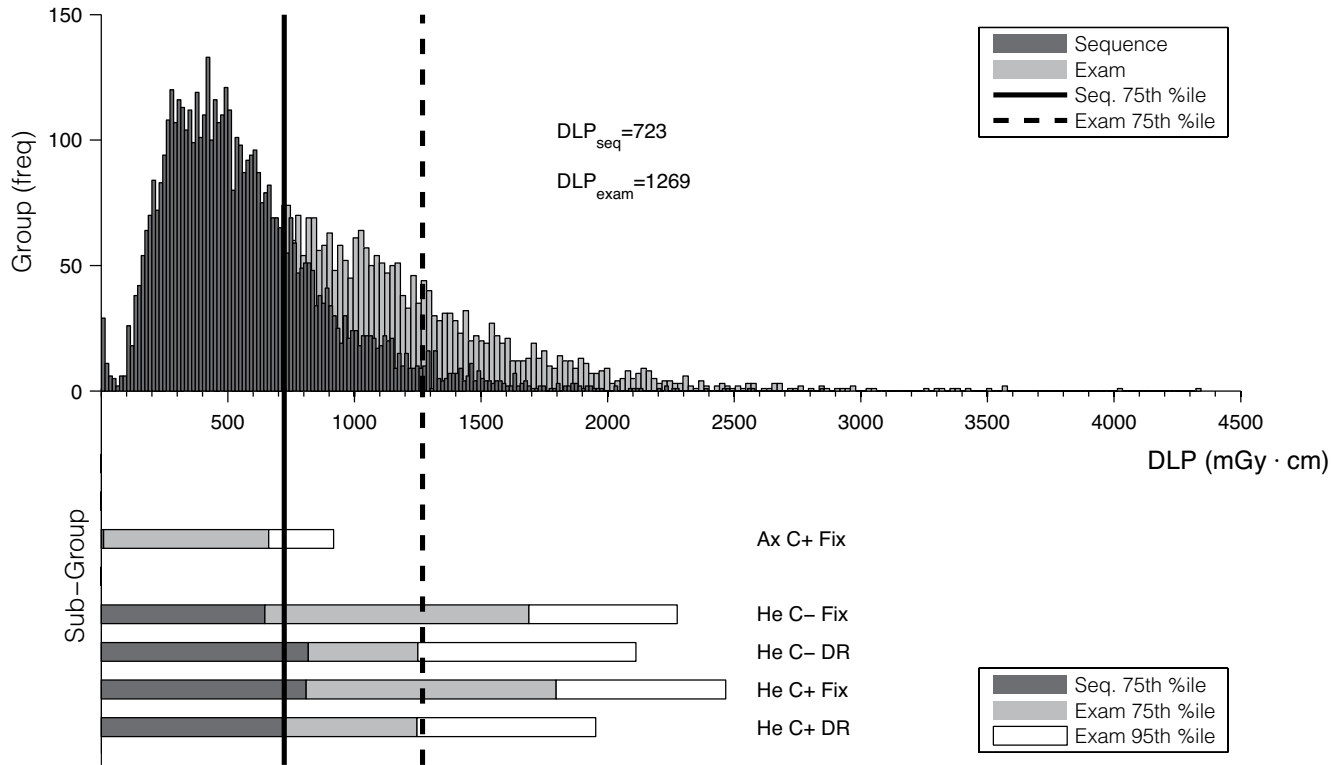 150
100
50
0
Group (freq)
Sequence
Exam
Seq. 75th %ile
Exam 75th %ile
DLPseq=723
DLPexam=1269
500 1000 1500 2000 2500 3000 3500 4000 4500
DLP (mGy · cm)
Sub−Group
Ax C+ Fix
He C− Fix
He C− DR
He C+ Fix
He C+ DR
Seq. 75th %ile
Exam 75th %ile
Exam 95th %ile